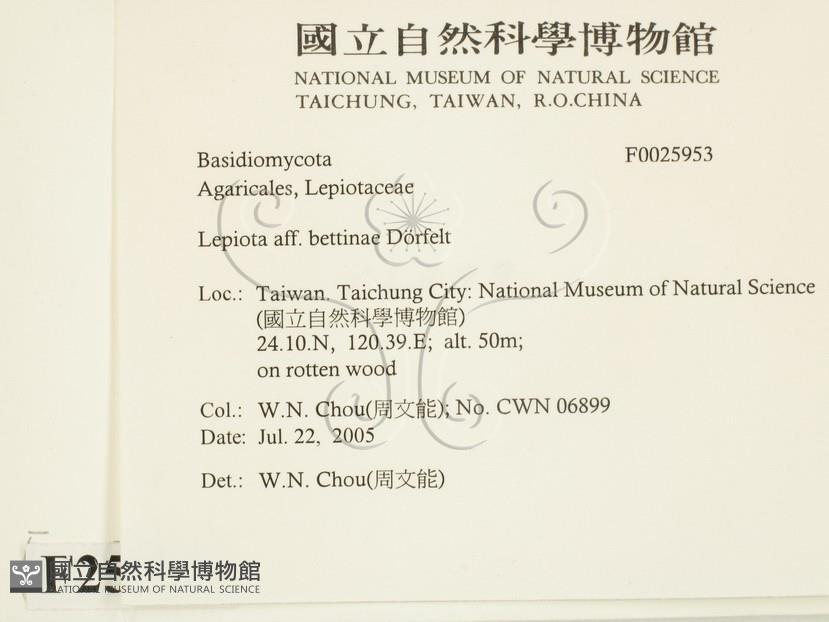 國立自然科學博物館
NATIONAL MUSEUM OF NATURAL SCIENCE
TAICHUNG, TAIWAN, R.O.CHINA
Basidiomycota F0025953
Agaricales, Lepiotaceae
Lepiota aff. bettinae Dörfelt
Loc.: Taiwan. Taichung City: National Museum of Natural Science
(國立自然科學博物館)
24.10.N, 120.39.E; alt. 50m;
on rotten wood
Col.: W.N. Chou(周文能); No. CWN 06899
Date: Jul. 22, 2005
Det.: W.N. Chou(周文能)
國立自然科學博物館
NATIONAL MUSEUM OF NATURAL SCIENCE